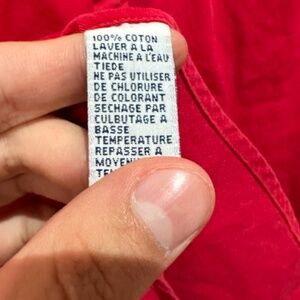 100% COTON
LAVER A LA
MACHINE A L'EAU
TIEDE
NE PAS UTILISER
DE CHLORURE
DE COLORANT
SECHAGE PAR
CULBUTAGE A
BASSE
TEMPERATURE
REPASSER A